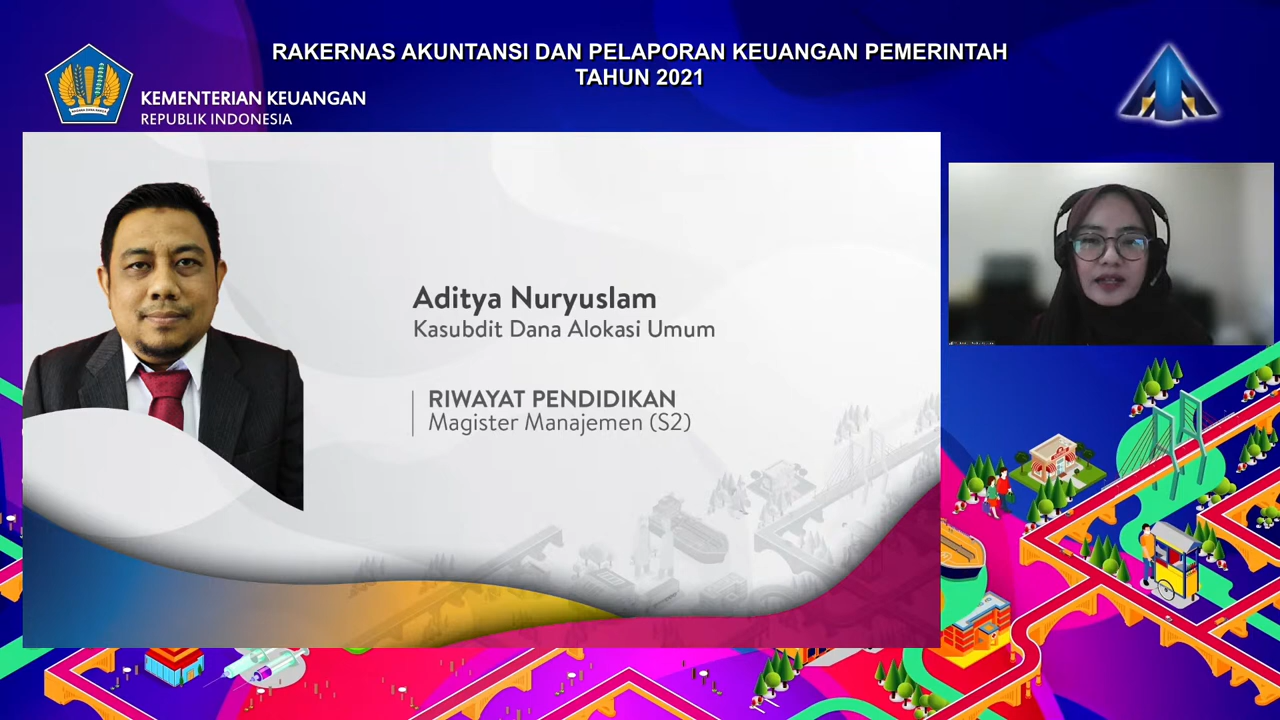 RAKERNAS AKUNTANSI DAN PELAPORAN KEUANGAN PEMERINTAH
TAHUN 2021
KEMENTERIAN KEUANGAN
REPUBLIK INDONESIA
Aditya Nuryuslam
Kasubdit Dana Alokasi Umum
RIWAYAT PENDIDIKAN
Magister Manajemen (S2)